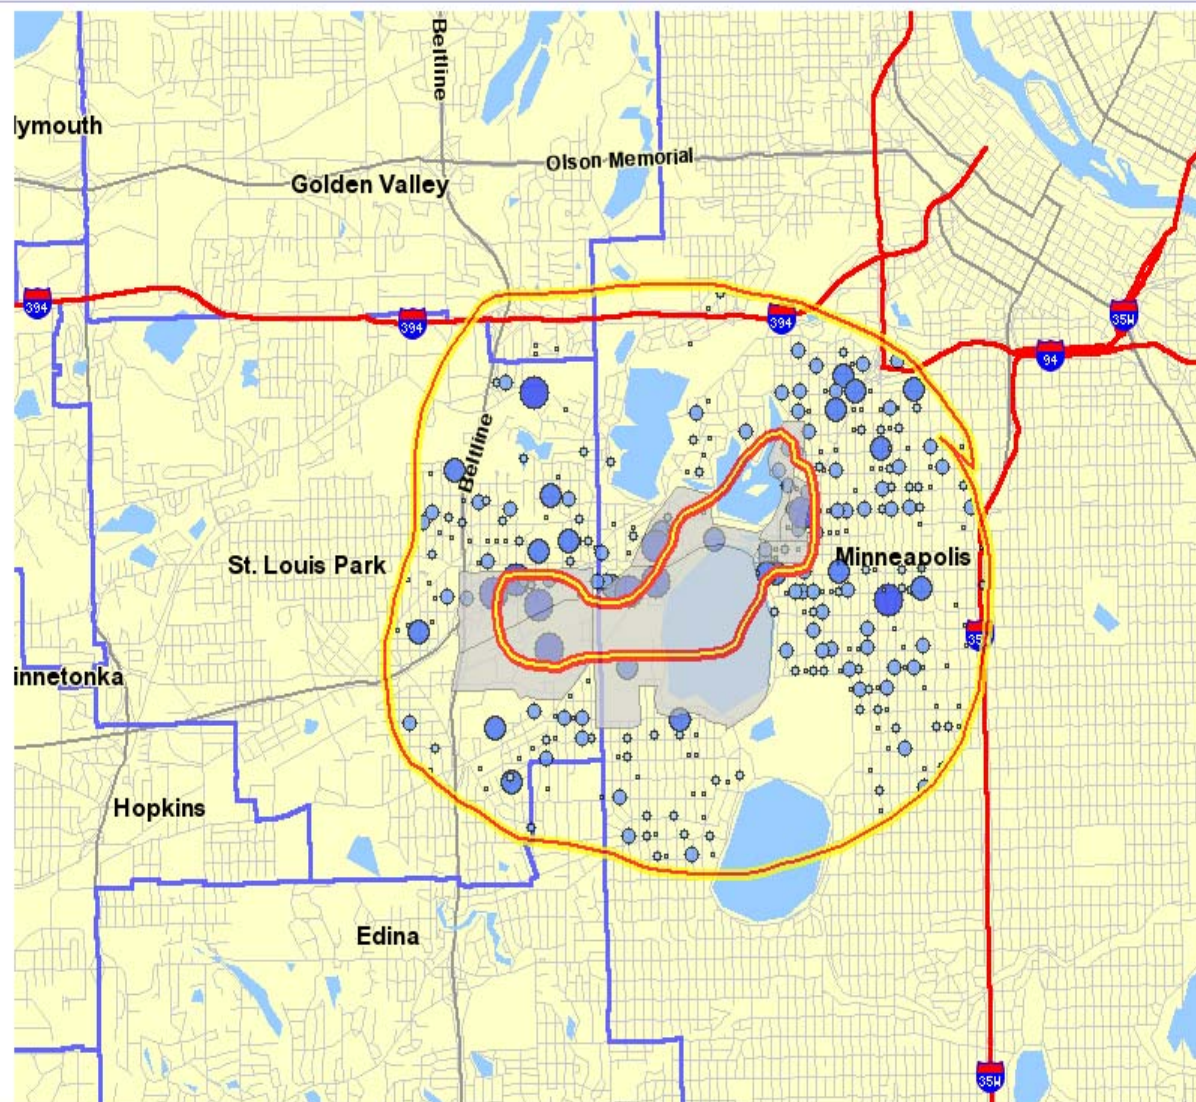 Beltline
lymouth
Olson Memorial
Golden Valley
394
394
394
35W
94
Beltline
St. Louis Park
Minneapolis
35
innetonka
Hopkins
Edina
35W